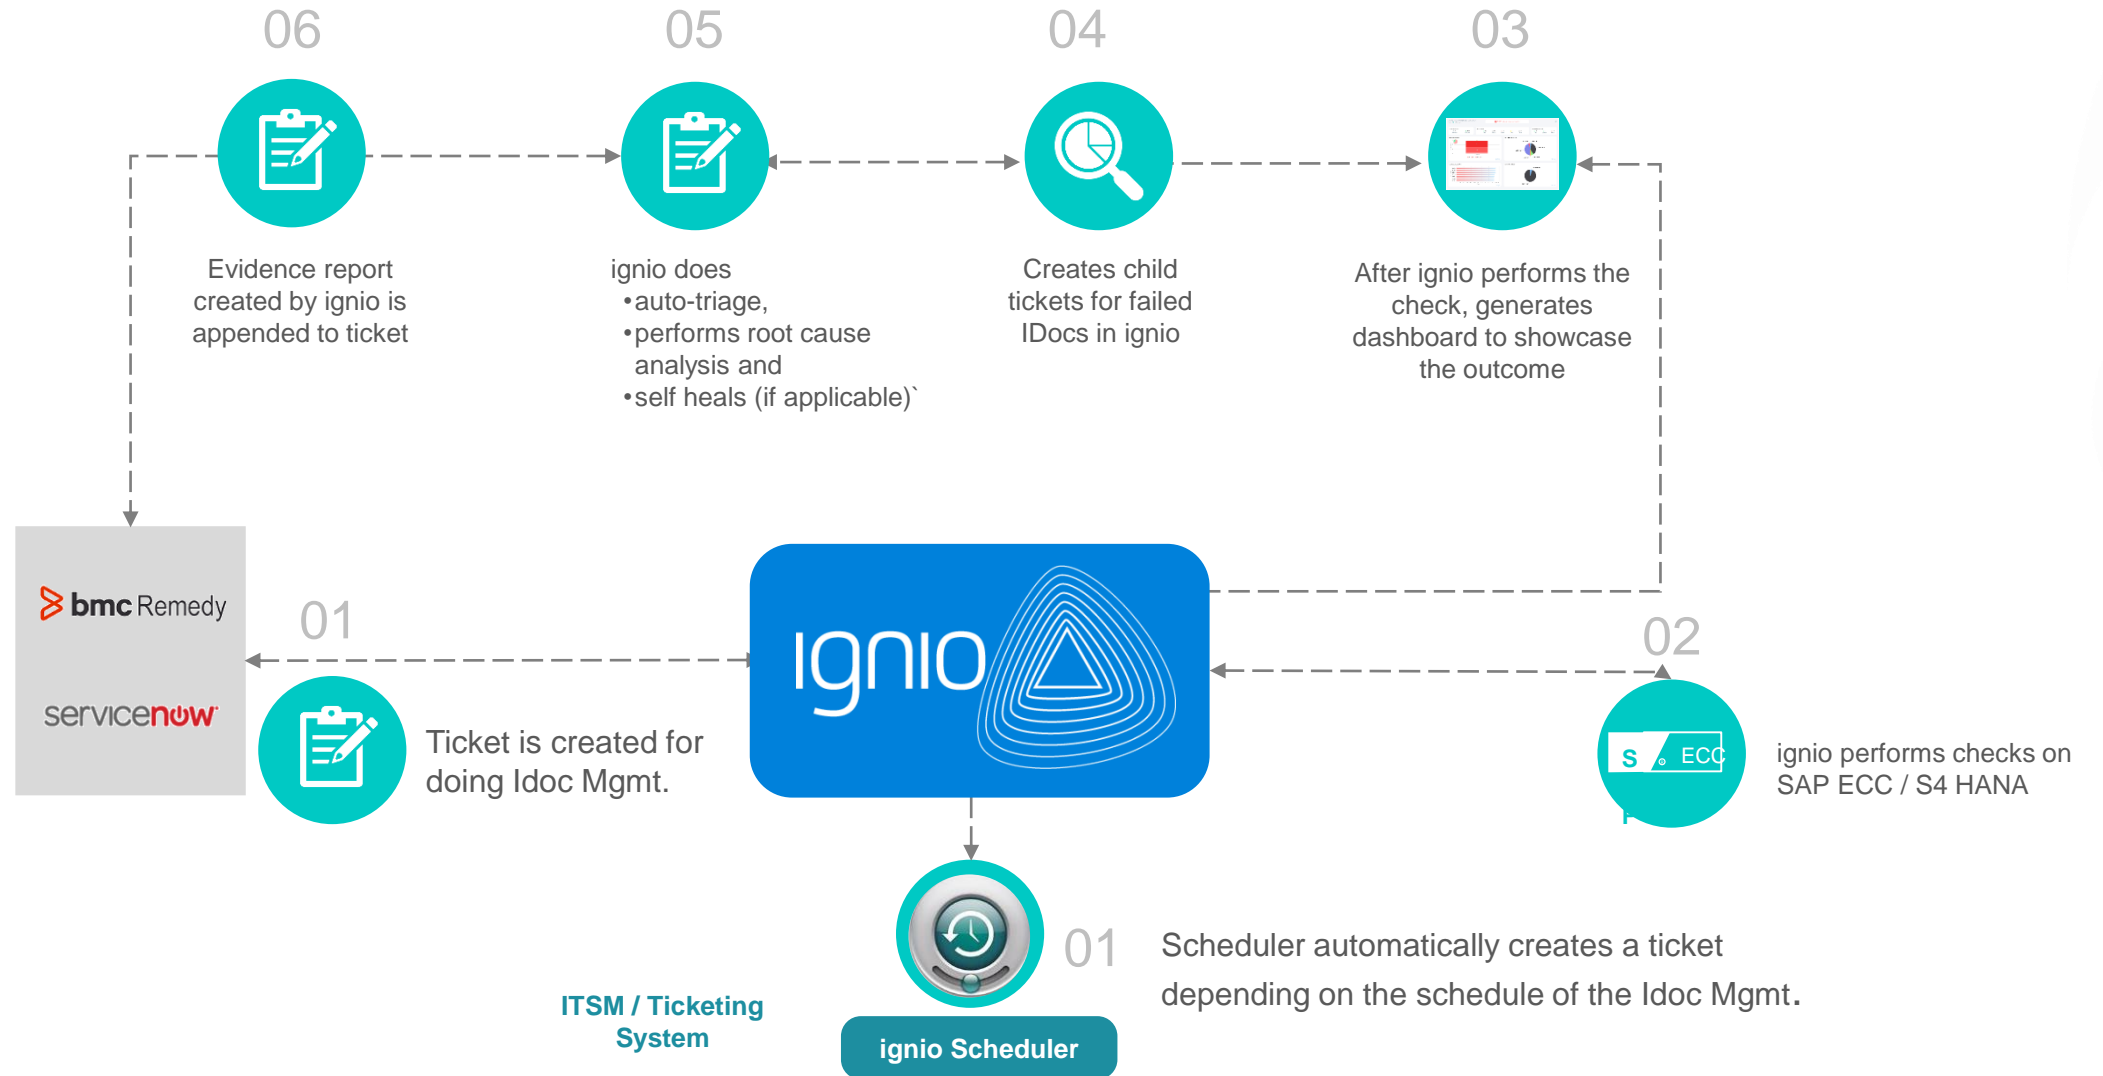 06
05
04
03
Evidence report
created by ignio is
appended to ticket
ignio does
•auto-triage,
•performs root cause
analysis and
•self heals (if applicable)`
Creates child
tickets for failed
IDocs in ignio
After ignio performs the
check, generates
dashboard to showcase
the outcome
bmc Remedy
servicenow
01
Ticket is created for
doing Idoc Mgmt.
ignio
02
S ECC
ignio performs checks on
SAP ECC / S4 HANA
01
Scheduler automatically creates a ticket
depending on the schedule of the Idoc Mgmt.
ITSM / Ticketing
System
ignio Scheduler